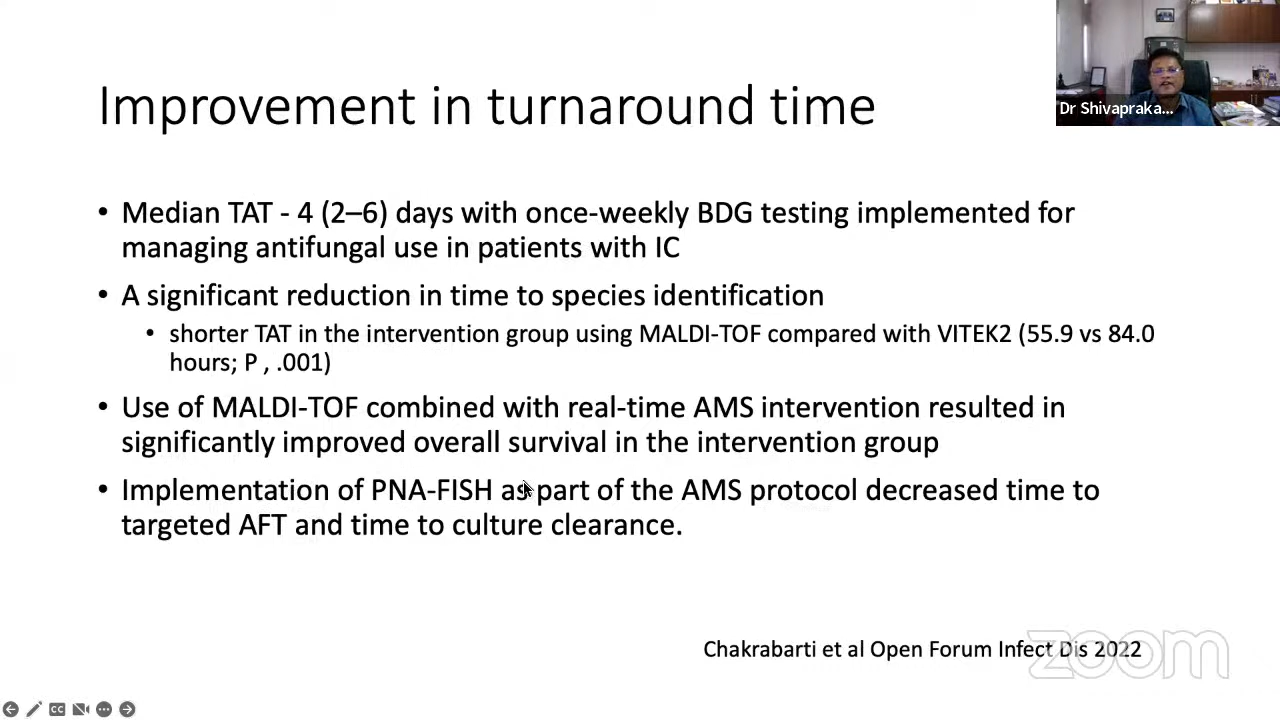 Improvement in turnaround time
Dr Shivapraka...
• Median TAT - 4 (2–6) days with once-weekly BDG testing implemented for
managing antifungal use in patients with IC
• A significant reduction in time to species identification
• shorter TAT in the intervention group using MALDI-TOF compared with VITEK2 (55.9 vs 84.0
hours; P , .001)
• Use of MALDI-TOF combined with real-time AMS intervention resulted in
significantly improved overall survival in the intervention group
• Implementation of PNA-FISH as part of the AMS protocol decreased time to
targeted AFT and time to culture clearance.
Chakrabarti et al Open Forum Infect Dis 2022
zoom
CC